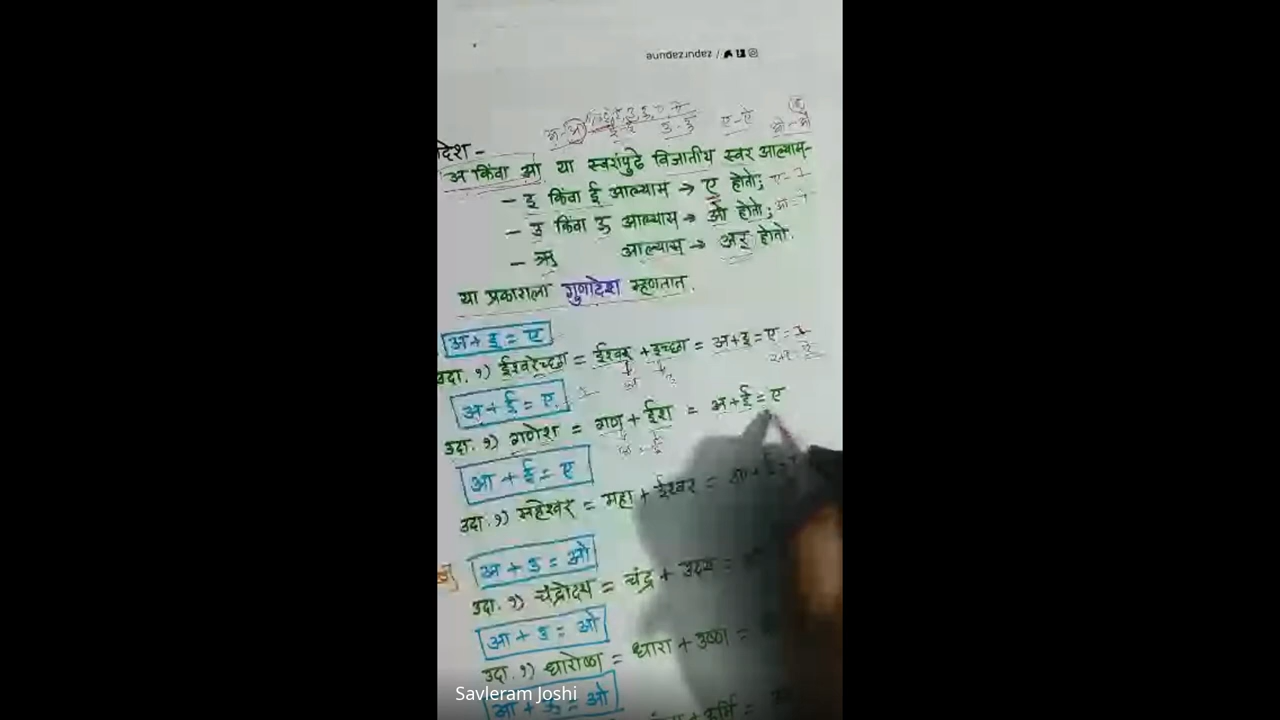 अ-आ इ-ई उ-ऊ ए-ऐ ओ-औ
देश -
अ किंवा आ या स्वरांपुढे विजातीय स्वर आल्यास-
- इ किंवा ई आल्यास → ए होतो;
- उ किंवा ऊ आल्यास → ओ होतो;
- ऋ आल्यास → अर् होतो.
या प्रकाराला गुणादेश म्हणतात.
अ + इ = ए
उदा. १) ईश्वरेच्छा = ईश्वर + इच्छा = अ+इ=ए
अ + ई = ए.
उदा. १) गणेश = गण + ईश = अ+ई=ए
आ + ई = ए
उदा. १) महेश्वर = महा + ईश्वर = आ+ई=
अ + उ = ओ
उदा. १) चंद्रोदय = चंद्र + उदय =
आ + उ = ओ
उदा. १) धारोष्ण = धारा + उष्ण =
आ + ऊ = ओ
+ ऊर्मि =
Savleram Joshi